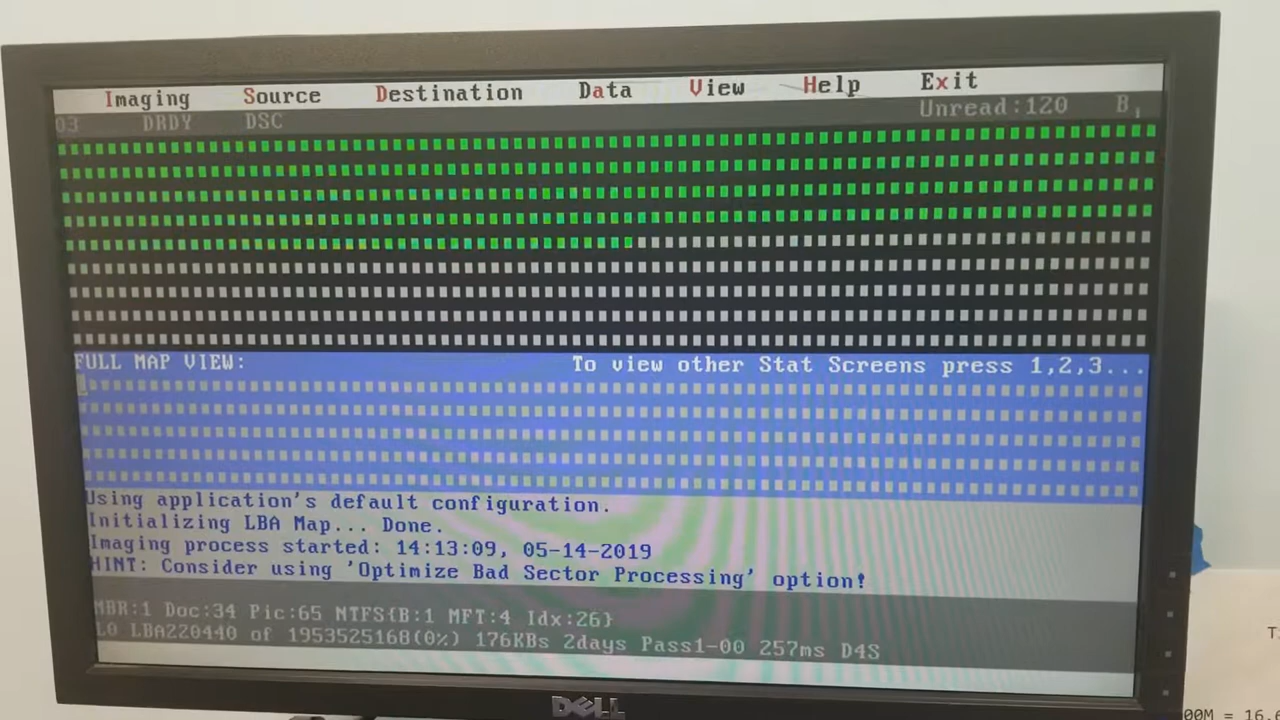 Imaging Source Destination Data View Help Exit
03 DRDY DSC Unread:120
FULL MAP VIEW: To view other Stat Screens press 1,2,3...
Using application's default configuration.
Initializing LBA Map... Done.
Imaging process started: 14:13:09, 05-14-2019
HINT: Consider using 'Optimize Bad Sector Processing' option!
MBR:1 Doc:34 Pic:65 NTFS{B:1 MFT:4 Idx:26}
L0 LBA220440 of 1953525168(0%) 176KBs 2days Pass1-00 257ms D4S
DELL